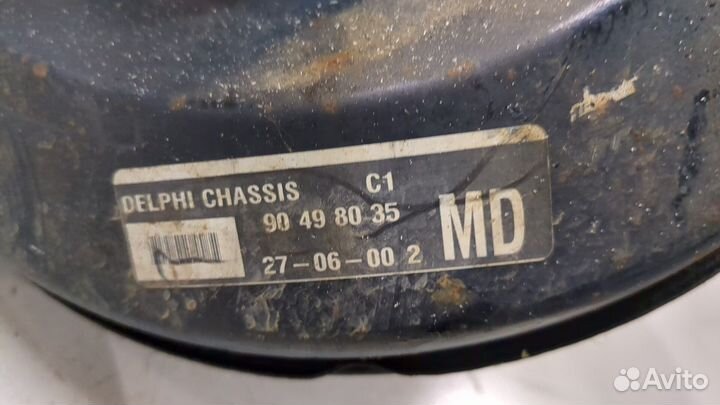 DELPHI CHASSIS C1
90 49 80 35
27-06-00 2
MD
Avito